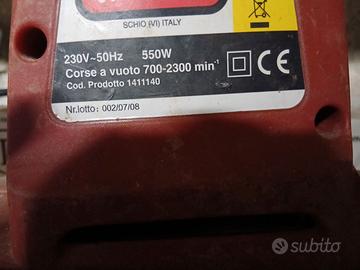 SCHIO (VI) ITALY
230V~50Hz 550W
Corse a vuoto 700-2300 min⁻¹
Cod. Prodotto 1411140
CE
Nr.lotto: 002/07/08
subito